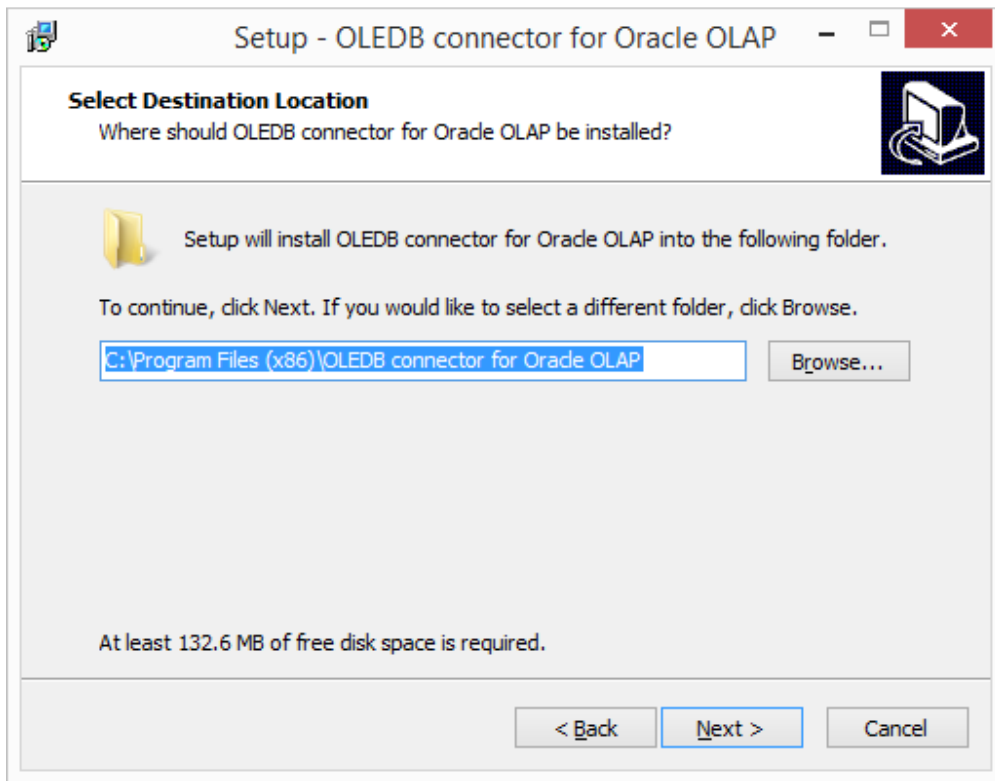 Setup - OLEDB connector for Oracle OLAP
Select Destination Location
Where should OLEDB connector for Oracle OLAP be installed?
Setup will install OLEDB connector for Oracle OLAP into the following folder.
To continue, click Next. If you would like to select a different folder, click Browse.
C:\Program Files (x86)\OLEDB connector for Oracle OLAP
Browse...
At least 132.6 MB of free disk space is required.
< Back
Next >
Cancel